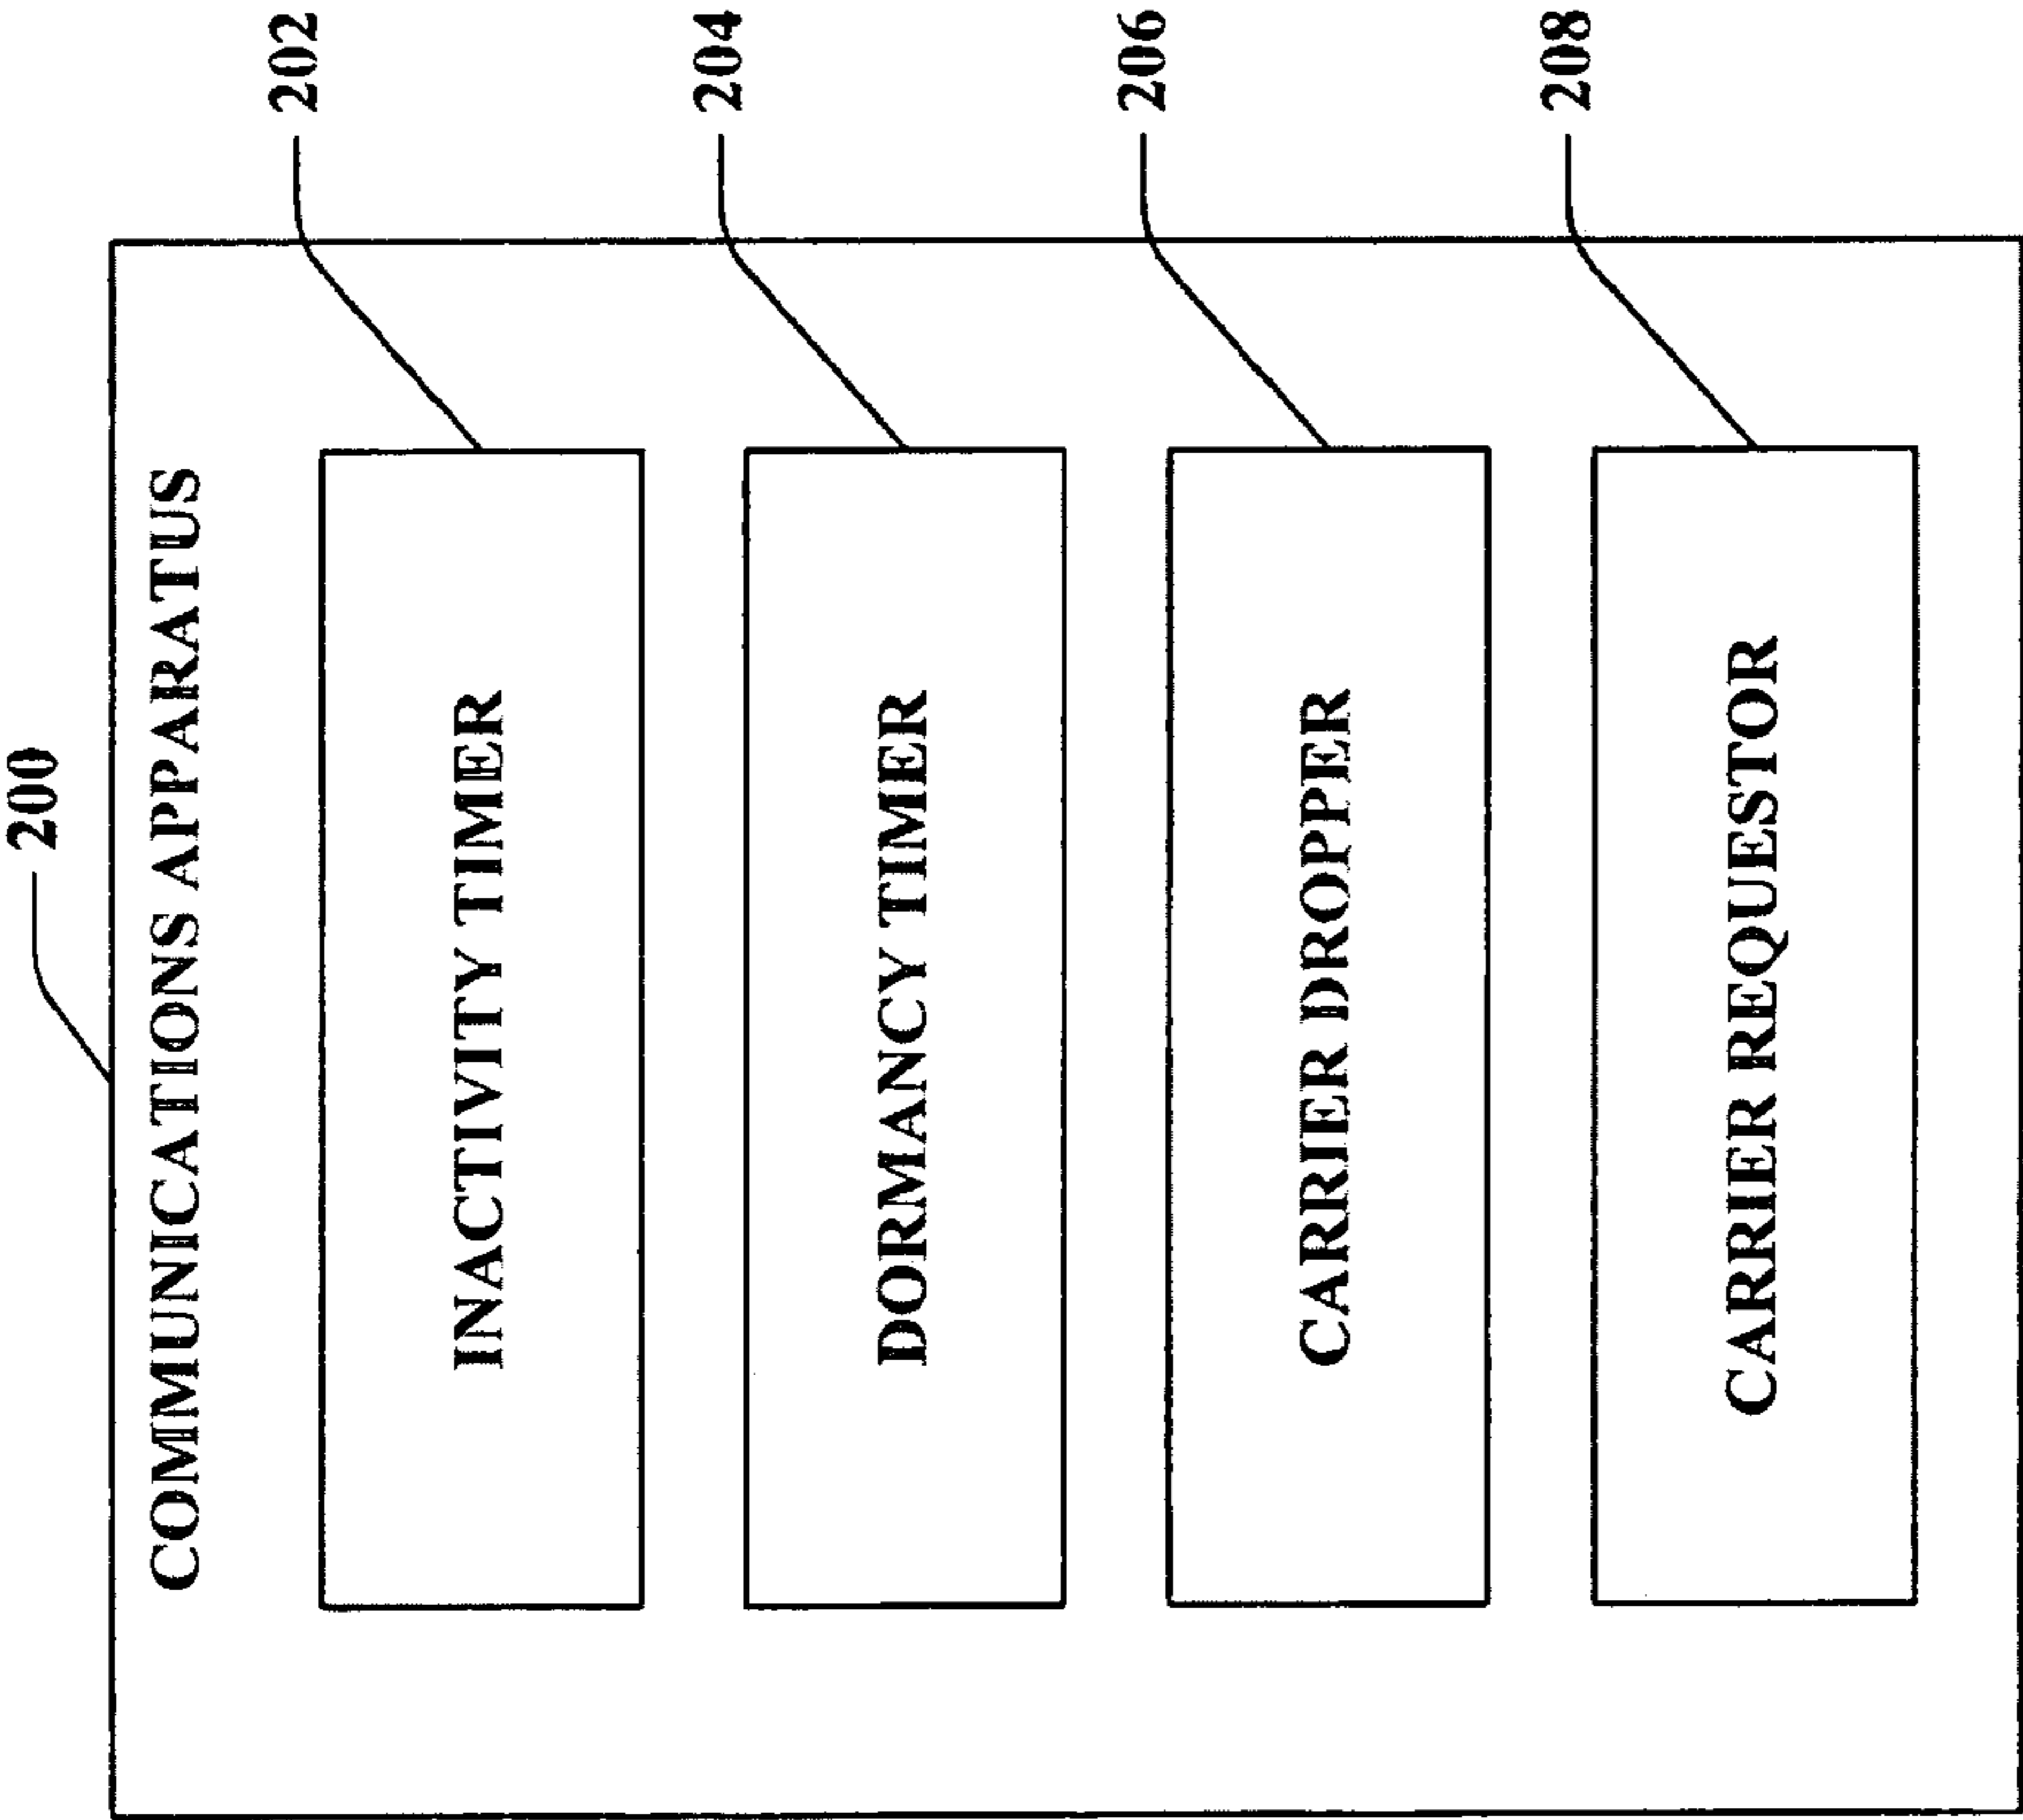 200
COMMUNICATIONS APPARATUS
INACTIVITY TIMER
202
DORMANCY TIMER
204
CARRIER DROPPER
206
CARRIER REQUESTOR
208